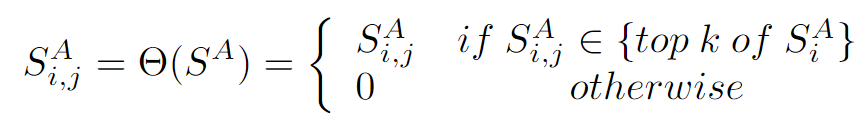 S^A_{i,j} = Θ(S^A) = { S^A_{i,j} if S^A_{i,j} ∈ {top k of S^A_i}
0 otherwise